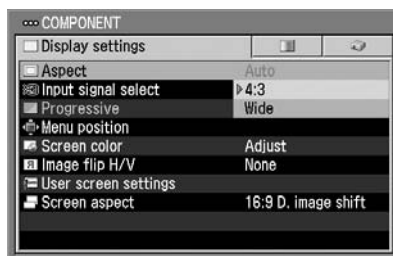 COMPONENT
Display settings
Aspect Auto
Input signal select 4:3
Progressive Wide
Menu position
Screen color Adjust
Image flip H/V None
User screen settings
Screen aspect 16:9 D. image shift